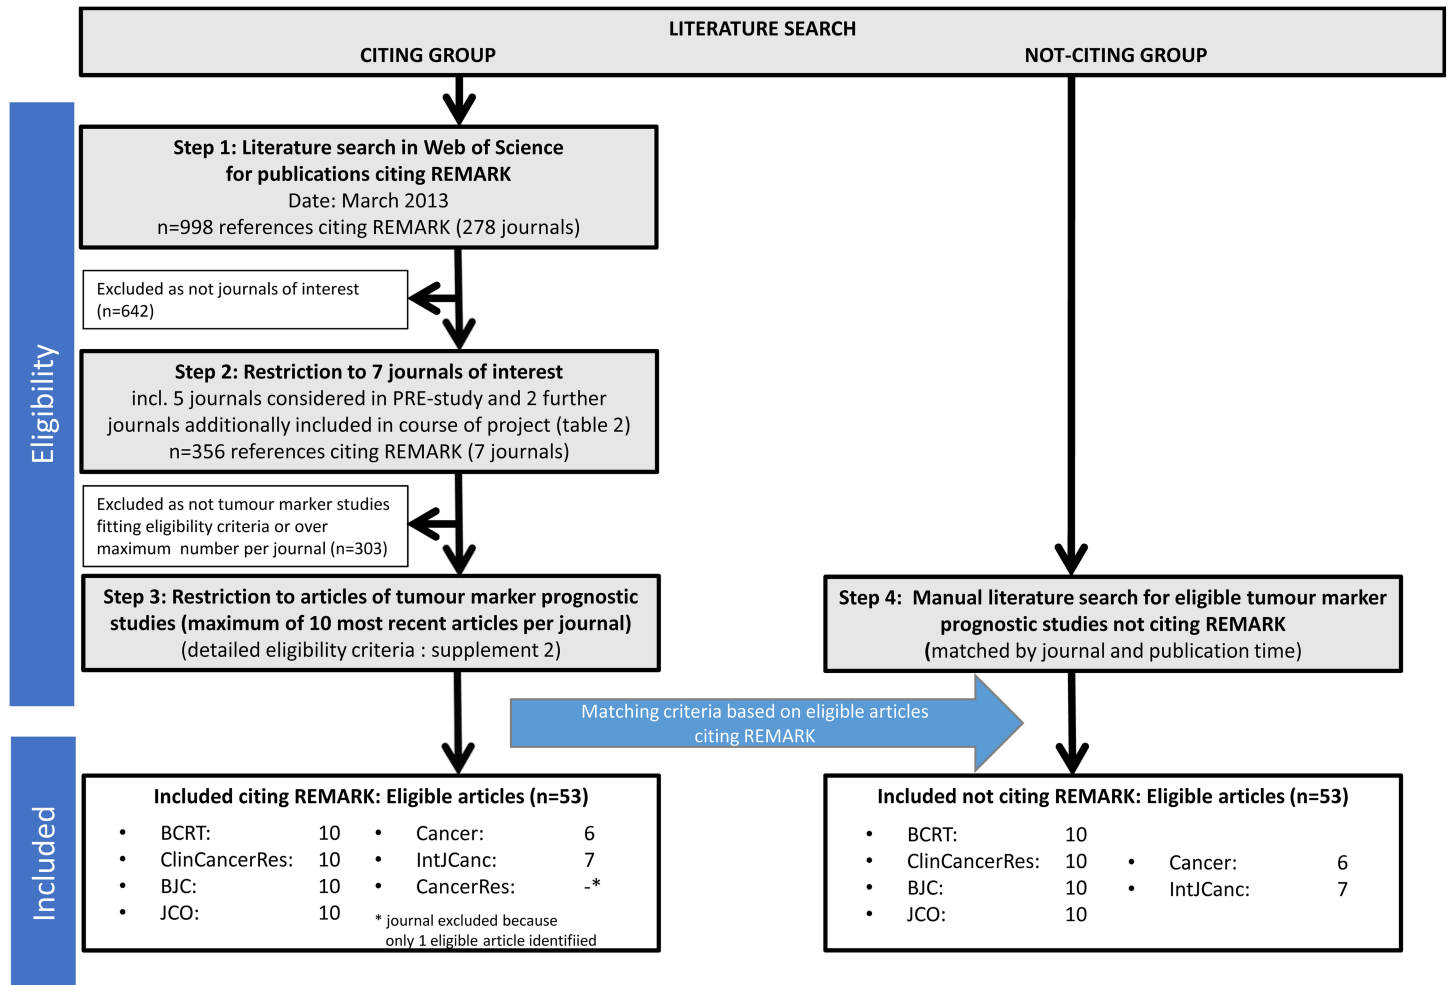 LITERATURE SEARCH
CITING GROUP
NOT-CITING GROUP
Eligibility
Step 1: Literature search in Web of Science
for publications citing REMARK
Date: March 2013
n=998 references citing REMARK (278 journals)
Excluded as not journals of interest
(n=642)
Step 2: Restriction to 7 journals of interest
incl. 5 journals considered in PRE-study and 2 further
journals additionally included in course of project (table 2)
n=356 references citing REMARK (7 journals)
Excluded as not tumour marker studies
fitting eligibility criteria or over
maximum number per journal (n=303)
Step 3: Restriction to articles of tumour marker prognostic
studies (maximum of 10 most recent articles per journal)
(detailed eligibility criteria : supplement 2)
Step 4: Manual literature search for eligible tumour marker
prognostic studies not citing REMARK
(matched by journal and publication time)
Matching criteria based on eligible articles
citing REMARK
Included
Included citing REMARK: Eligible articles (n=53)
• BCRT: 10
• ClinCancerRes: 10
• BJC: 10
• JCO: 10
• Cancer: 6
• IntJCanc: 7
• CancerRes: -*
* journal excluded because
only 1 eligible article identifiied
Included not citing REMARK: Eligible articles (n=53)
• BCRT: 10
• ClinCancerRes: 10
• BJC: 10
• JCO: 10
• Cancer: 6
• IntJCanc: 7